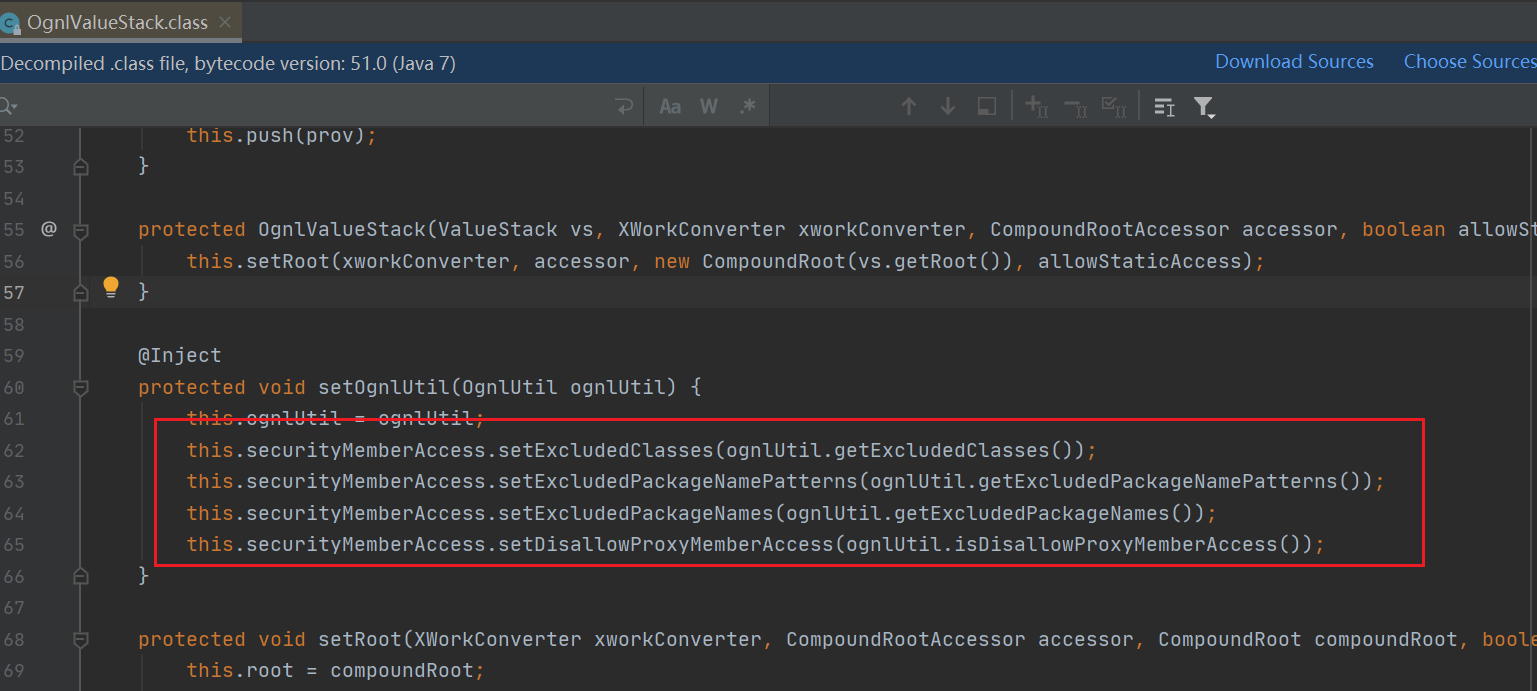 OgnlValueStack.class
Decompiled .class file, bytecode version: 51.0 (Java 7) Download Sources Choose Sources
Aa W .*
52 this.push(prov);
53 }
54
55 @ protected OgnlValueStack(ValueStack vs, XWorkConverter xworkConverter, CompoundRootAccessor accessor, boolean allowSt
56 this.setRoot(xworkConverter, accessor, new CompoundRoot(vs.getRoot()), allowStaticAccess);
57 }
58
59 @Inject
60 protected void setOgnlUtil(OgnlUtil ognlUtil) {
61 this.ognlUtil = ognlUtil;
62 this.securityMemberAccess.setExcludedClasses(ognlUtil.getExcludedClasses());
63 this.securityMemberAccess.setExcludedPackageNamePatterns(ognlUtil.getExcludedPackageNamePatterns());
64 this.securityMemberAccess.setExcludedPackageNames(ognlUtil.getExcludedPackageNames());
65 this.securityMemberAccess.setDisallowProxyMemberAccess(ognlUtil.isDisallowProxyMemberAccess());
66 }
67
68 protected void setRoot(XWorkConverter xworkConverter, CompoundRootAccessor accessor, CompoundRoot compoundRoot, boole
69 this.root = compoundRoot;